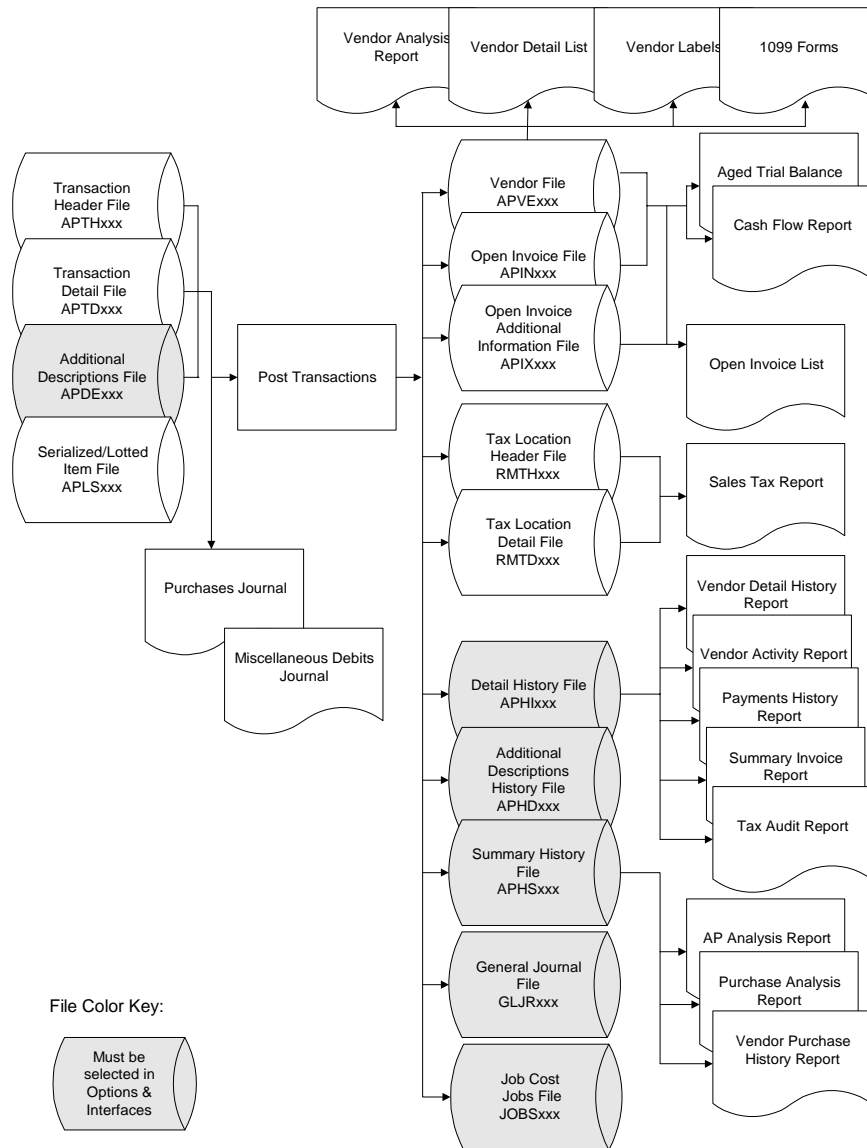 Vendor Analysis
Report
Vendor Detail List
Vendor Labels
1099 Forms
Transaction
Header File
APTHxxx
Transaction
Detail File
APTDxxx
Additional
Descriptions File
APDExxx
Serialized/Lotted
Item File
APLSxxx
Post Transactions
Purchases Journal
Miscellaneous Debits
Journal
Vendor File
APVExxx
Open Invoice File
APINxxx
Open Invoice
Additional
Information File
APIXxxx
Tax Location
Header File
RMTHxxx
Tax Location
Detail File
RMTDxxx
Detail History File
APHIxxx
Additional
Descriptions
History File
APHDxxx
Summary History
File
APHSxxx
General Journal
File
GLJRxxx
Job Cost
Jobs File
JOBSxxx
Aged Trial Balance
Cash Flow Report
Open Invoice List
Sales Tax Report
Vendor Detail History
Report
Vendor Activity Report
Payments History
Report
Summary Invoice
Report
Tax Audit Report
AP Analysis Report
Purchase Analysis
Report
Vendor Purchase
History Report
File Color Key:
Must be
selected in
Options &
Interfaces